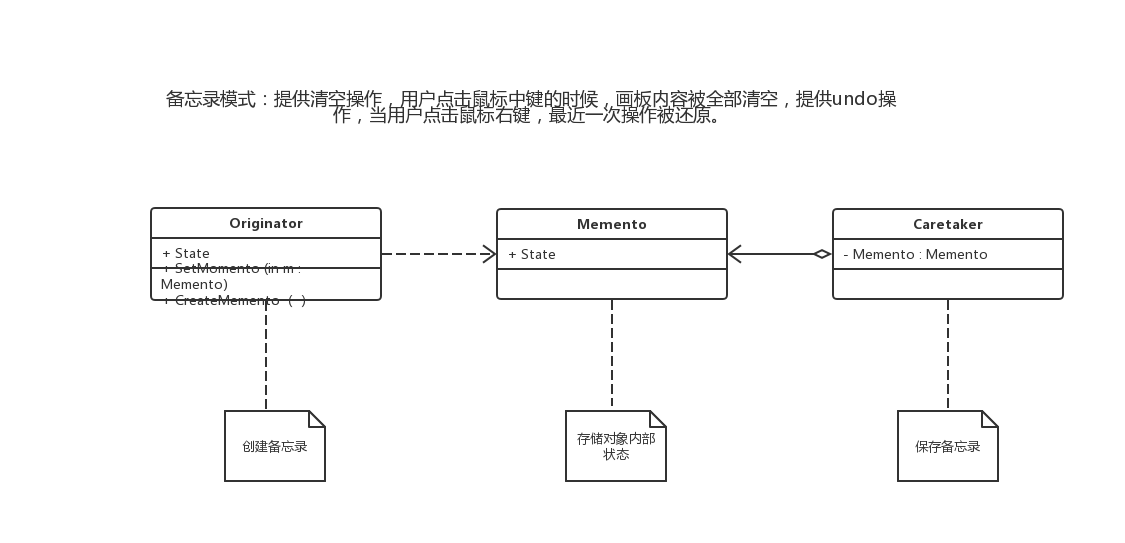 备忘录模式：提供清空操作，用户点击鼠标中键的时候，画板内容被全部清空，提供undo操
作，当用户点击鼠标右键，最近一次操作被还原。
Originator
+ State
+ SetMomento (in m :
Memento)
+ CreateMemento（ ）
Memento
+ State
Caretaker
- Memento : Memento
创建备忘录
存储对象内部
状态
保存备忘录